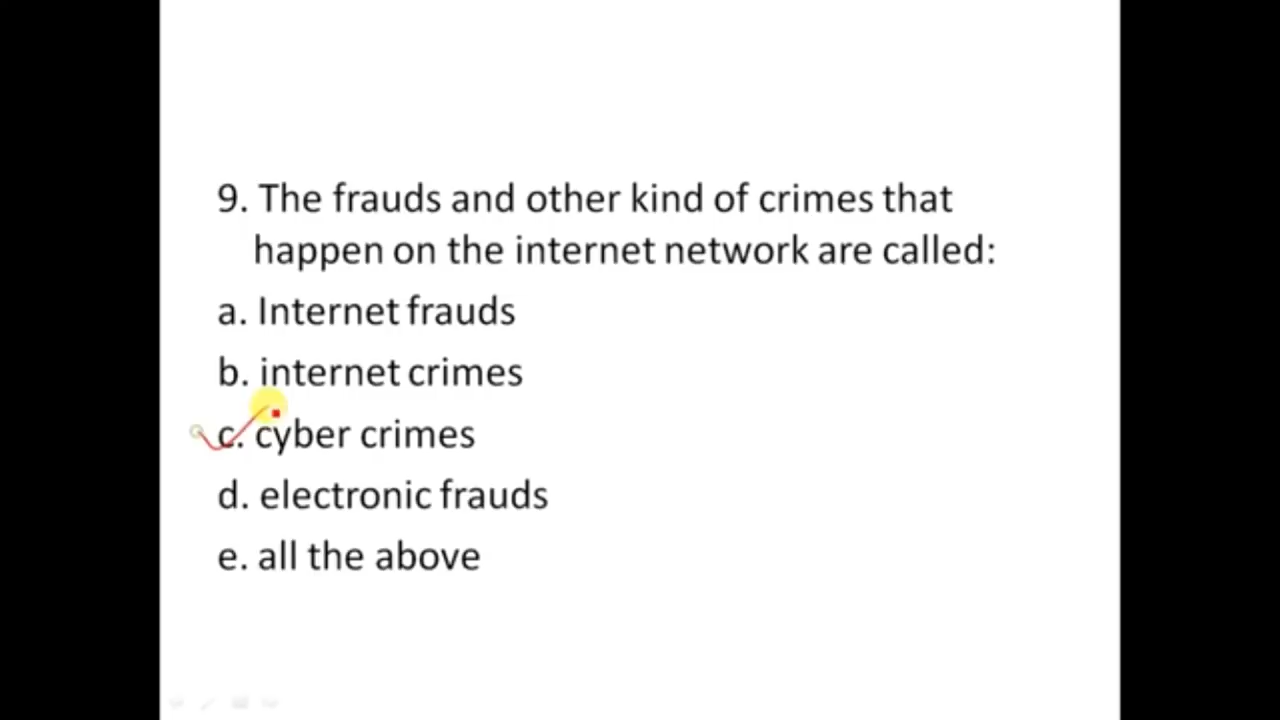 9. The frauds and other kind of crimes that
happen on the internet network are called:
a. Internet frauds
b. internet crimes
c. cyber crimes
d. electronic frauds
e. all the above